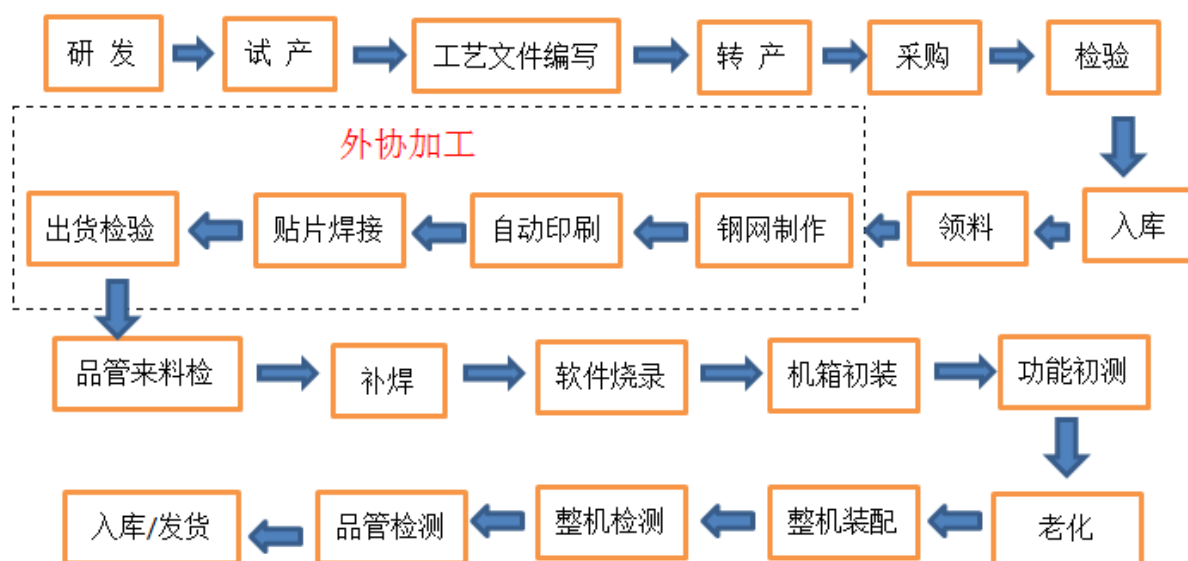 研 发
试 产
工艺文件编写
转 产
采购
检验
外协加工
入库
领料
钢网制作
自动印刷
贴片焊接
出货检验
品管来料检
补焊
软件烧录
机箱初装
功能初测
老化
整机装配
整机检测
品管检测
入库/发货